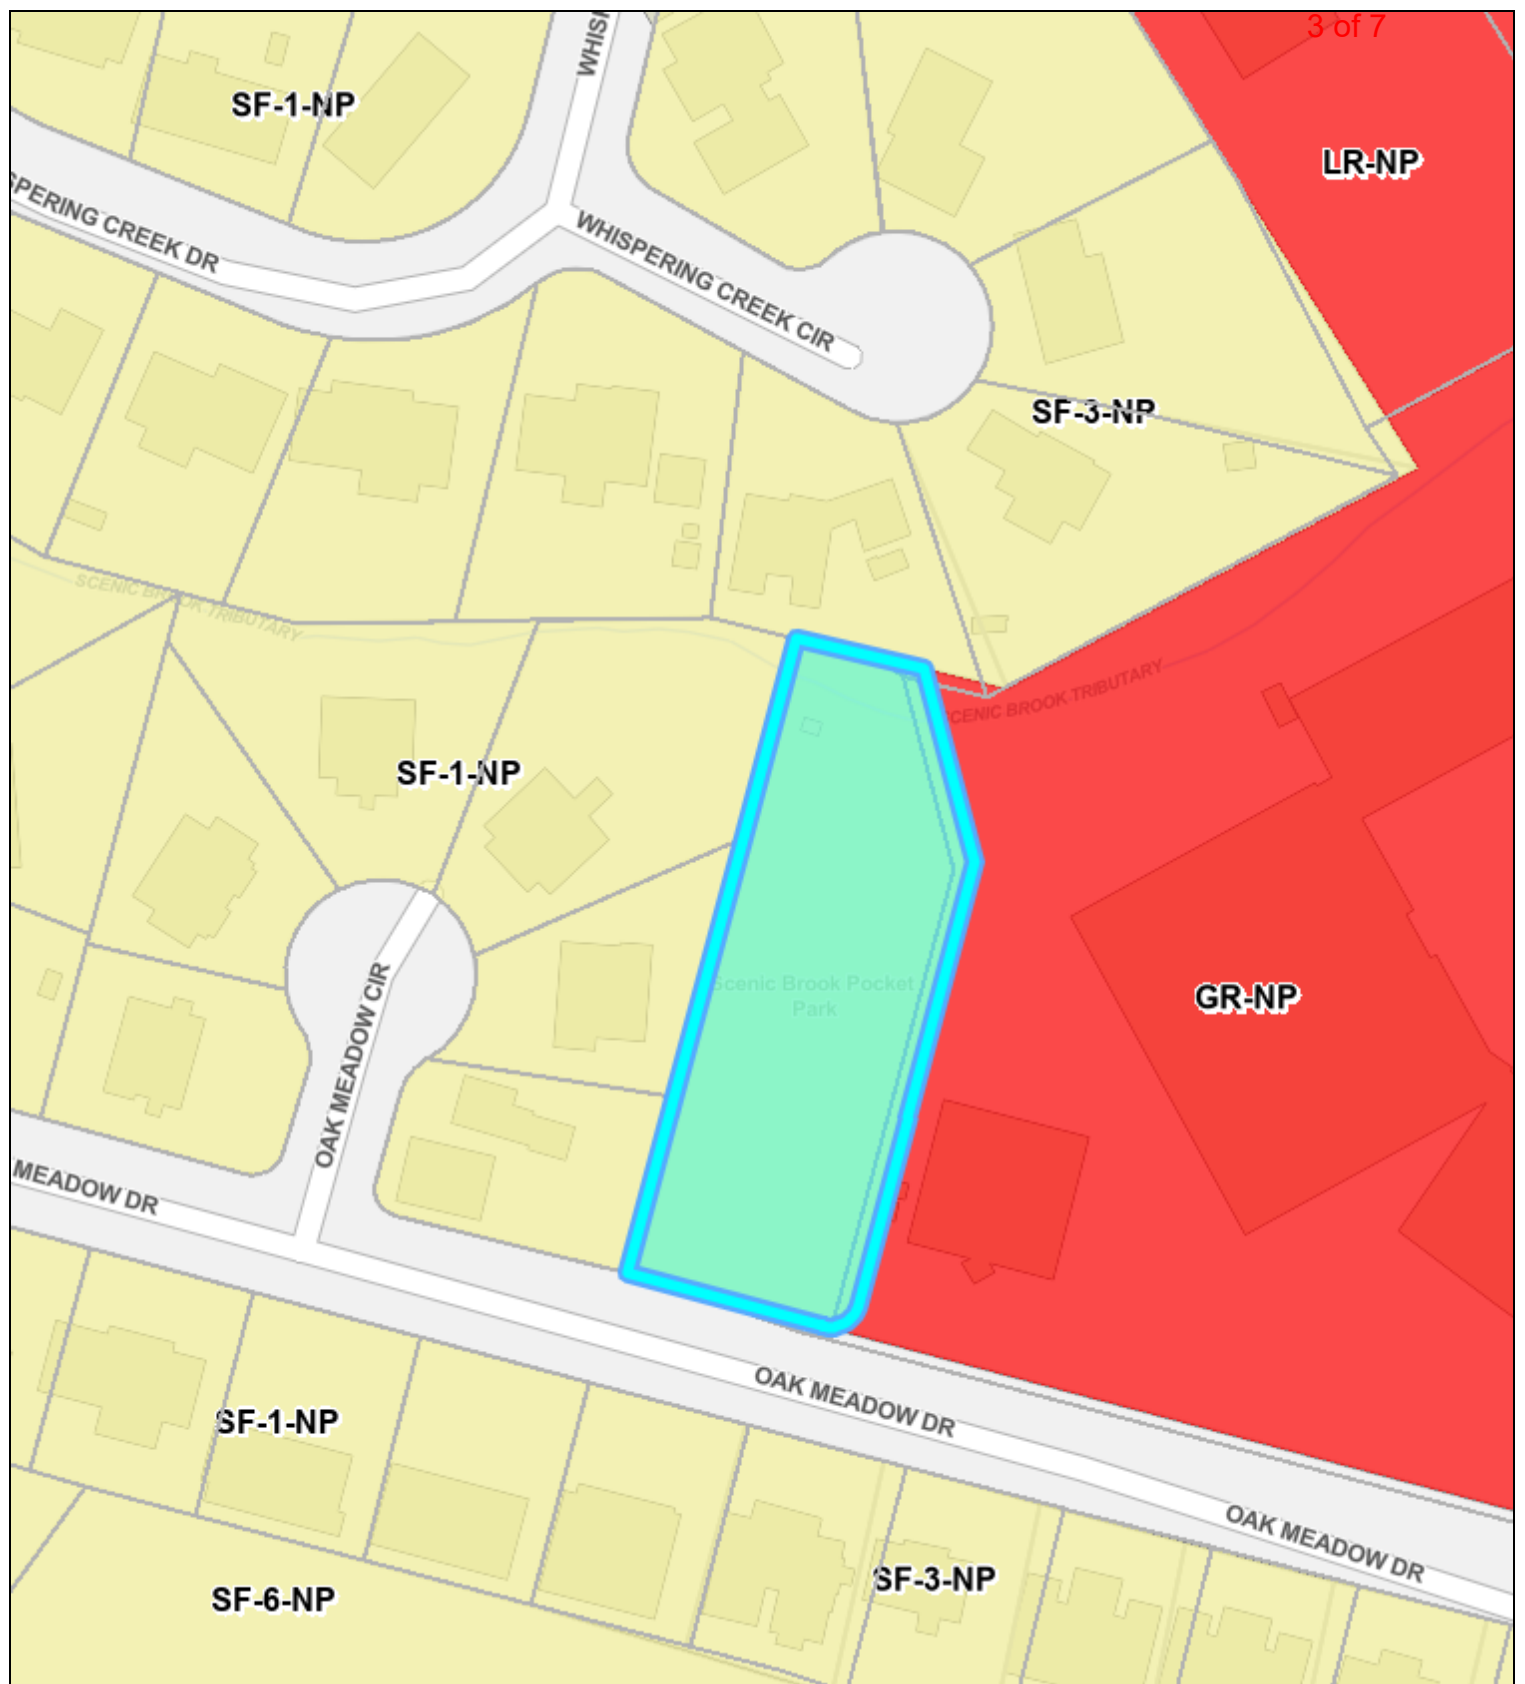 3 of 7
WHISP
SF-1-NP
LR-NP
SPERING CREEK DR
WHISPERING CREEK CIR
SF-3-NP
SCENIC BROOK TRIBUTARY
SCENIC BROOK TRIBUTARY
SF-1-NP
Scenic Brook Pocket
Park
GR-NP
OAK MEADOW CIR
MEADOW DR
OAK MEADOW DR
SF-1-NP
OAK MEADOW DR
SF-3-NP
SF-6-NP